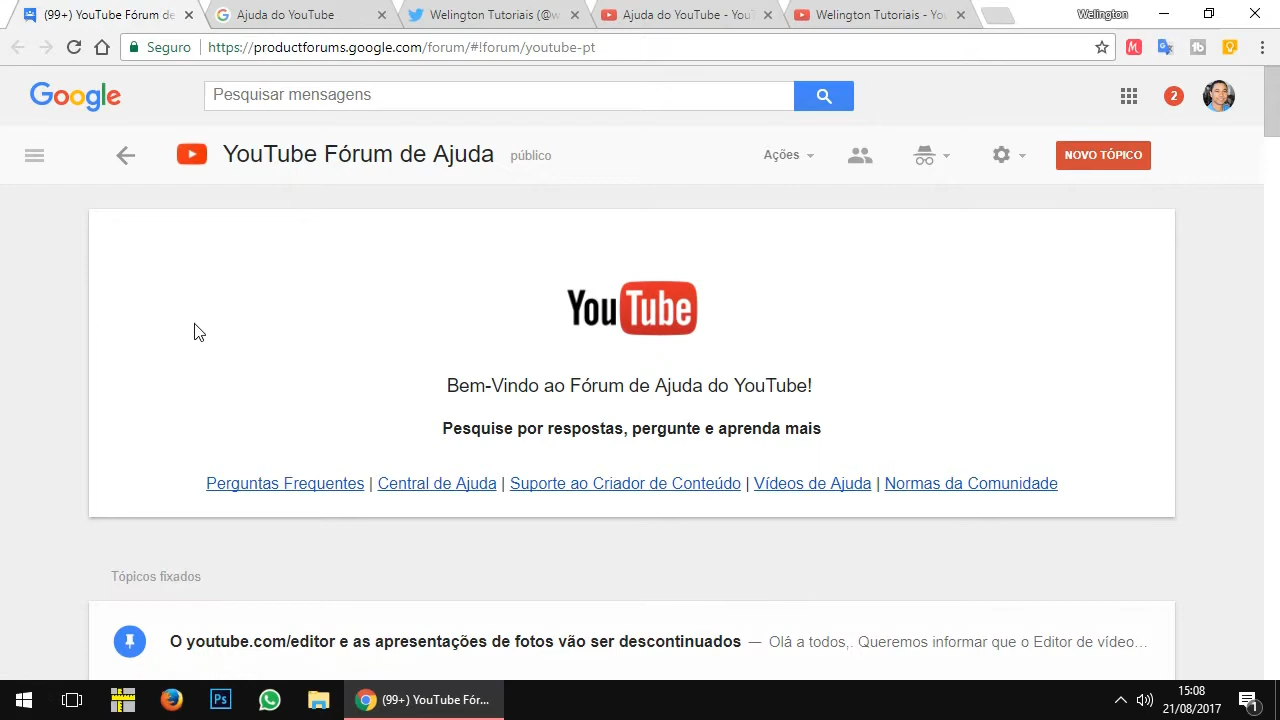 (99+) YouTube Fórum de
Ajuda do YouTube
Welington Tutoriais (@w
Ajuda do YouTube - You
Welington Tutoriais - You
Welington
Seguro
https://productforums.google.com/forum/#!forum/youtube-pt
Google
Pesquisar mensagens
2
YouTube Fórum de Ajuda
público
Ações
NOVO TÓPICO
YouTube
Bem-Vindo ao Fórum de Ajuda do YouTube!
Pesquise por respostas, pergunte e aprenda mais
Perguntas Frequentes | Central de Ajuda | Suporte ao Criador de Conteúdo | Vídeos de Ajuda | Normas da Comunidade
Tópicos fixados
O youtube.com/editor e as apresentações de fotos vão ser descontinuados — Olá a todos,. Queremos informar que o Editor de vídeo...
Ps
(99+) YouTube Fór...
15:08
21/08/2017
1